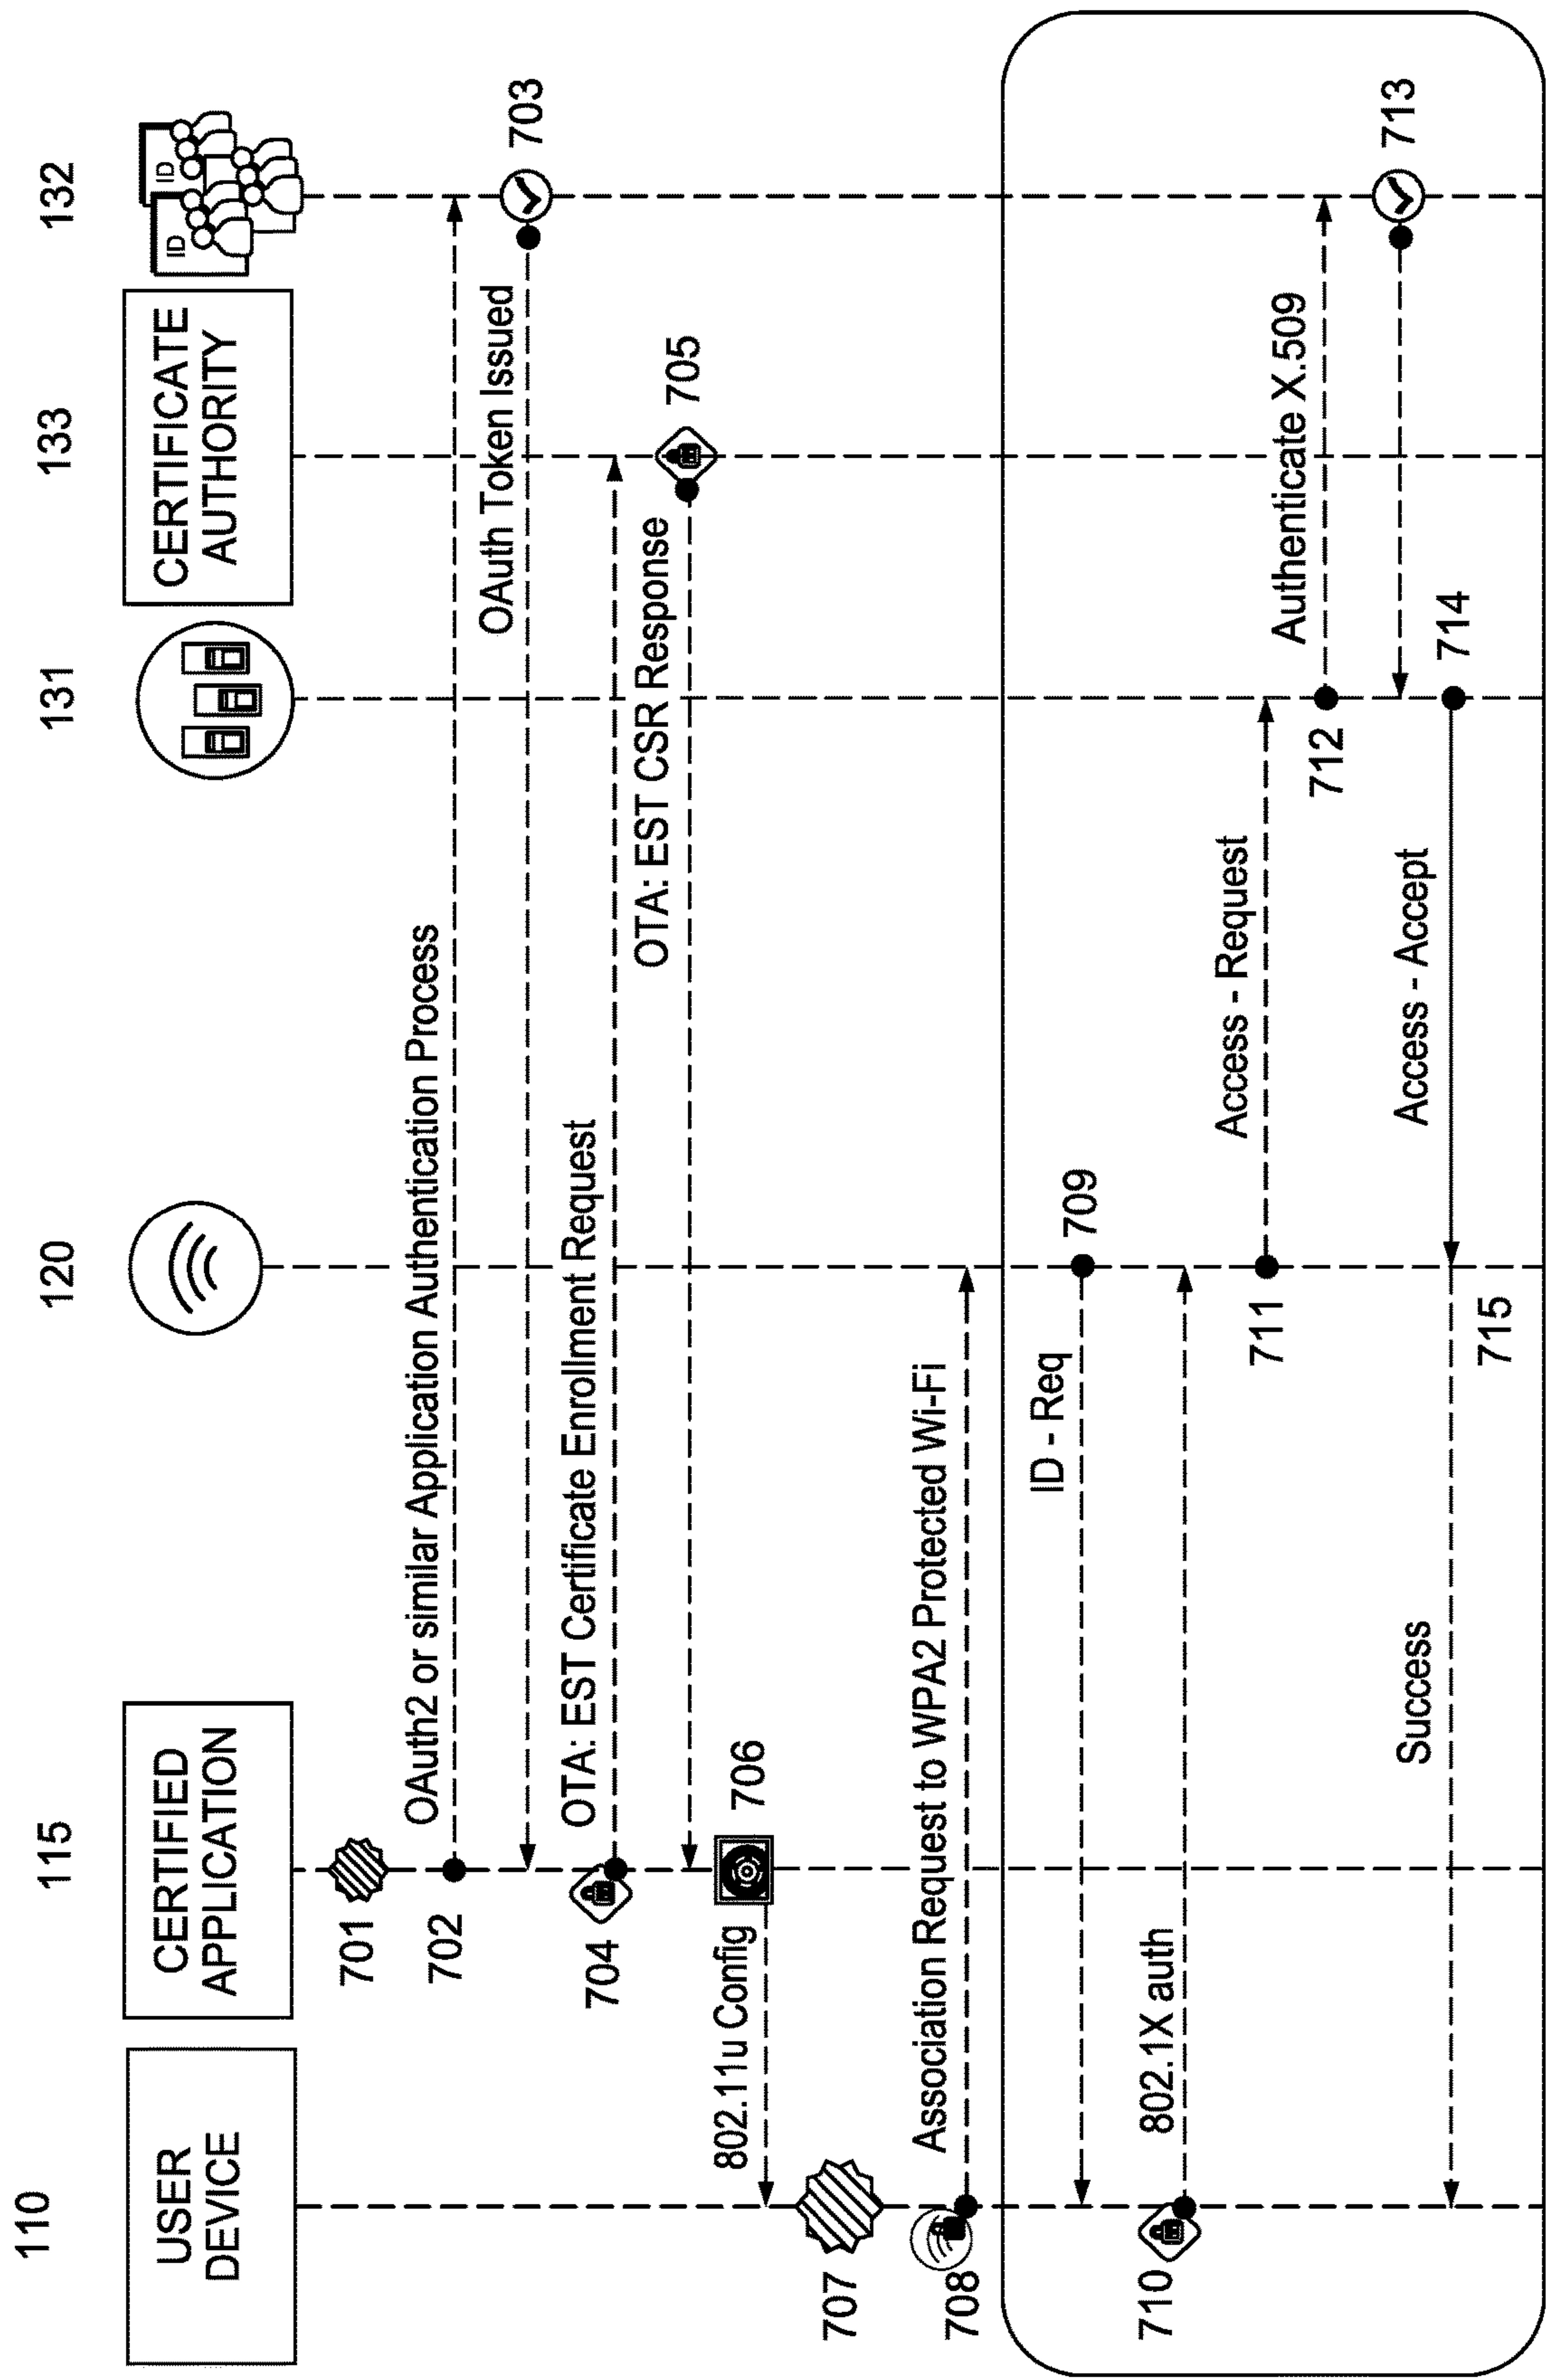 110
115
120
131
133
132
USER
DEVICE
CERTIFIED
APPLICATION
CERTIFICATE
AUTHORITY
ID
ID
701
OAuth2 or similar Application Authentication Process
702
OAuth Token Issued
703
OTA: EST Certificate Enrollment Request
704
OTA: EST CSR Response
705
802.11u Config
706
707
Association Request to WPA2 Protected Wi-Fi
708
ID - Req
709
802.1X auth
710
Access - Request
711
Authenticate X.509
712
713
Access - Accept
714
Success
715